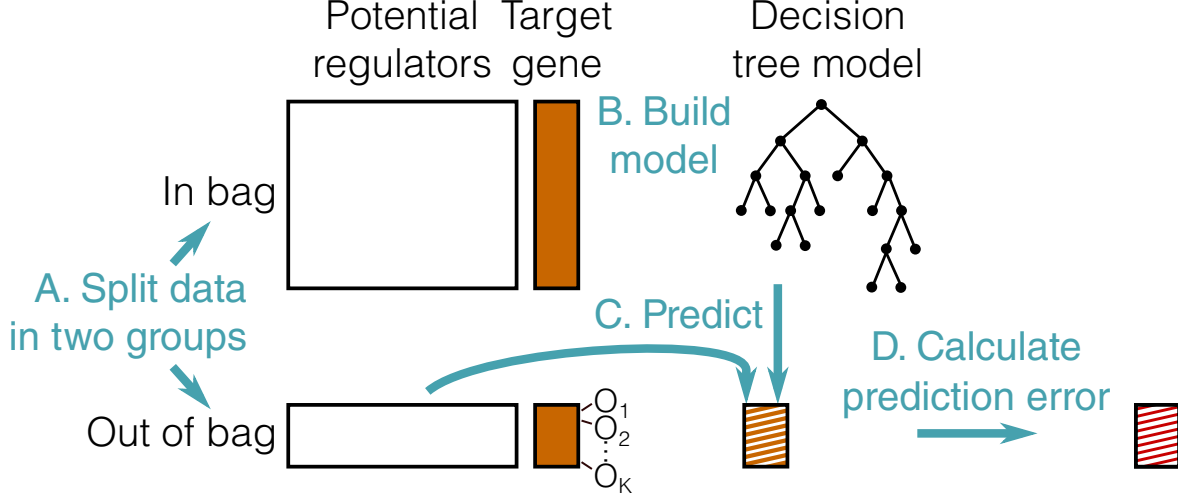 Potential
regulators
Target
gene
Decision
tree model
B. Build
model
In bag
A. Split data
in two groups
C. Predict
D. Calculate
prediction error
Out of bag
O1
O2
OK